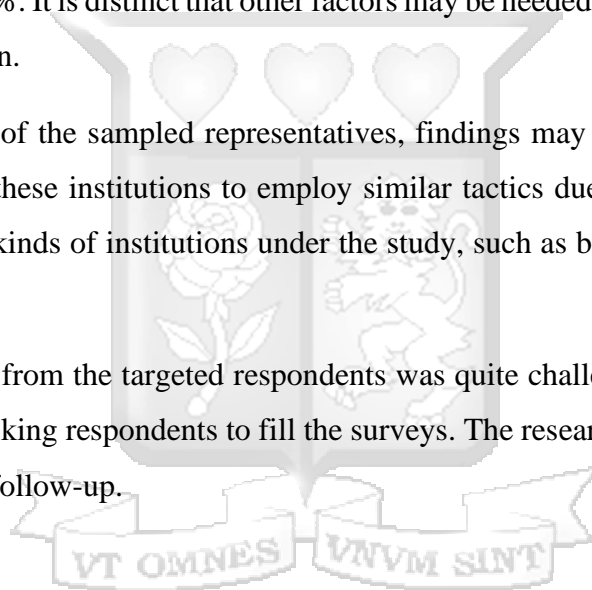 %. It is distinct that other factors may be needed
n.
of the sampled representatives, findings may
these institutions to employ similar tactics due
kinds of institutions under the study, such as b
from the targeted respondents was quite challe
king respondents to fill the surveys. The resear
follow-up.
VT OMNES VNVM SINT